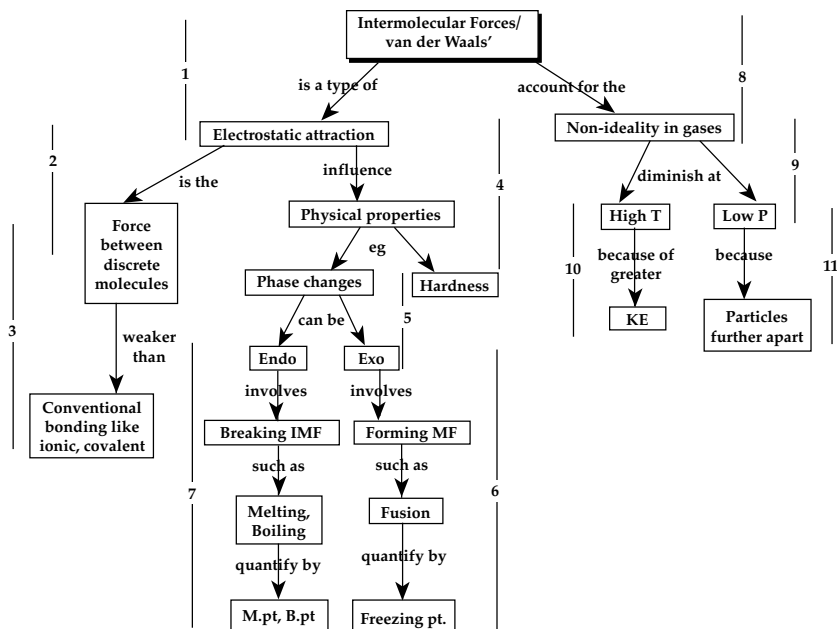 Intermolecular Forces/
van der Waals'
1
8
is a type of
account for the
Electrostatic attraction
Non-ideality in gases
2
9
is the
influence
4
diminish at
Force
between
discrete
molecules
Physical properties
High T
Low P
eg
because of
greater
because
10
11
Phase changes
Hardness
3
can be
5
KE
Particles
further apart
weaker
than
Endo
Exo
involves
involves
Conventional
bonding like
ionic, covalent
Breaking IMF
Forming MF
such as
such as
7
6
Melting,
Boiling
Fusion
quantify by
quantify by
M.pt, B.pt
Freezing pt.